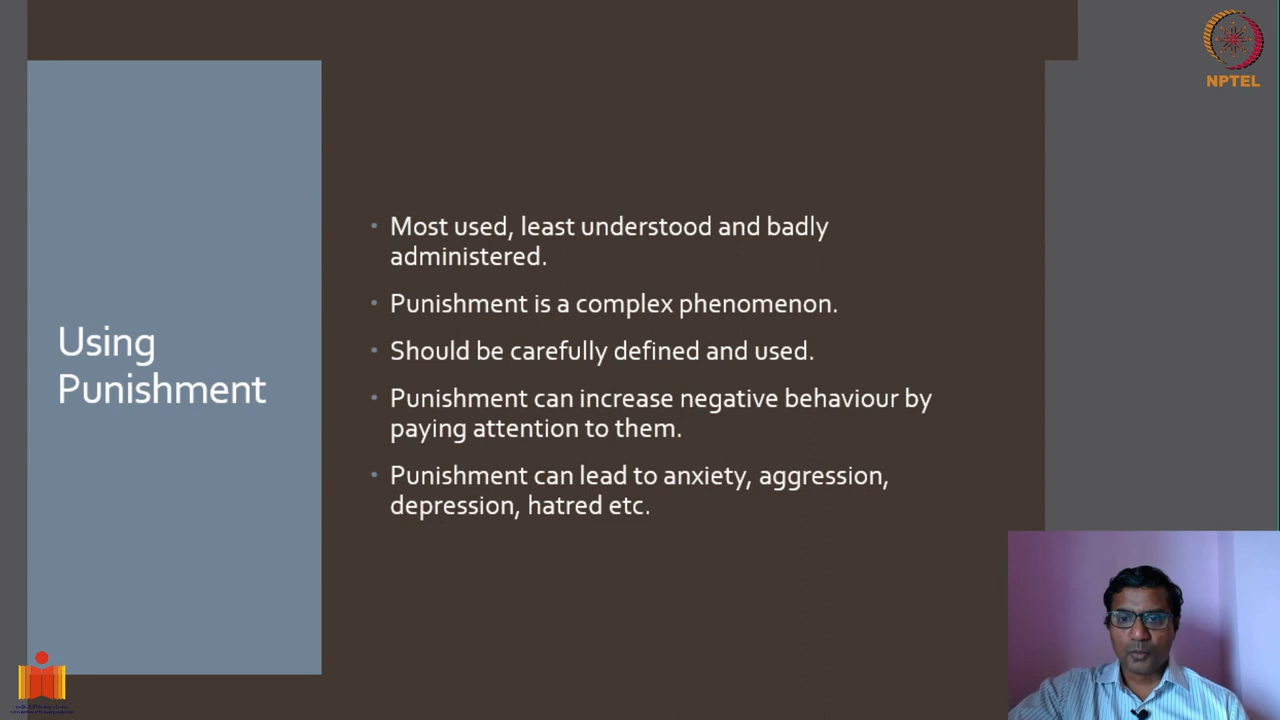 NPTEL
Using
Punishment
• Most used, least understood and badly
administered.
• Punishment is a complex phenomenon.
• Should be carefully defined and used.
• Punishment can increase negative behaviour by
paying attention to them.
• Punishment can lead to anxiety, aggression,
depression, hatred etc.